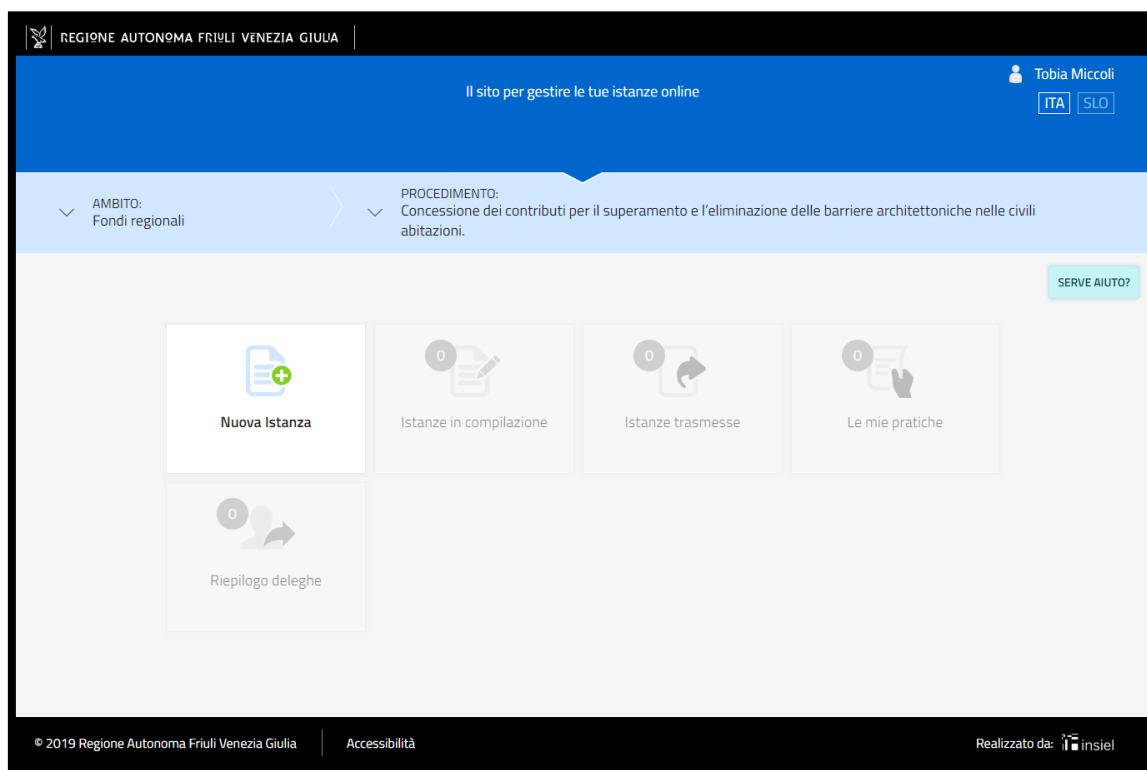 REGIONE AUTONOMA FRIULI VENEZIA GIULIA
Tobia Miccoli
Il sito per gestire le tue istanze online
ITA SLO
AMBITO:
Fondi regionali
PROCEDIMENTO:
Concessione dei contributi per il superamento e l’eliminazione delle barriere architettoniche nelle civili
abitazioni.
SERVE AIUTO?
Nuova Istanza
0
Istanze in compilazione
0
Istanze trasmesse
0
Le mie pratiche
0
Riepilogo deleghe
© 2019 Regione Autonoma Friuli Venezia Giulia Accessibilità Realizzato da: insiel